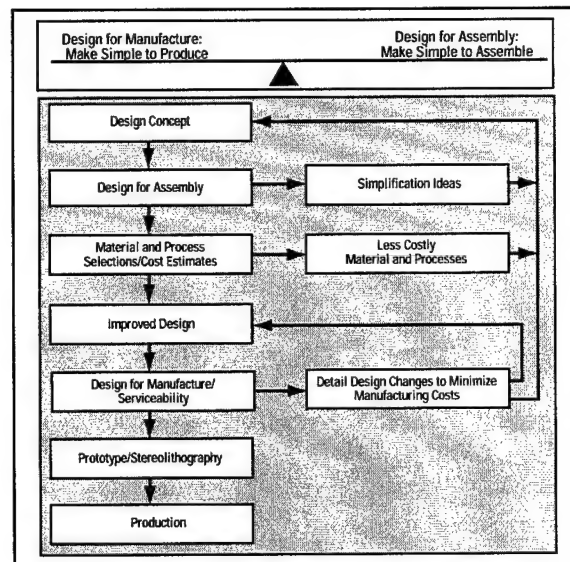 Design for Manufacture:
Make Simple to Produce
Design for Assembly:
Make Simple to Assemble
Design Concept
Design for Assembly
Simplification Ideas
Material and Process
Selections/Cost Estimates
Less Costly
Material and Processes
Improved Design
Design for Manufacture/
Serviceability
Detail Design Changes to Minimize
Manufacturing Costs
Prototype/Stereolithography
Production